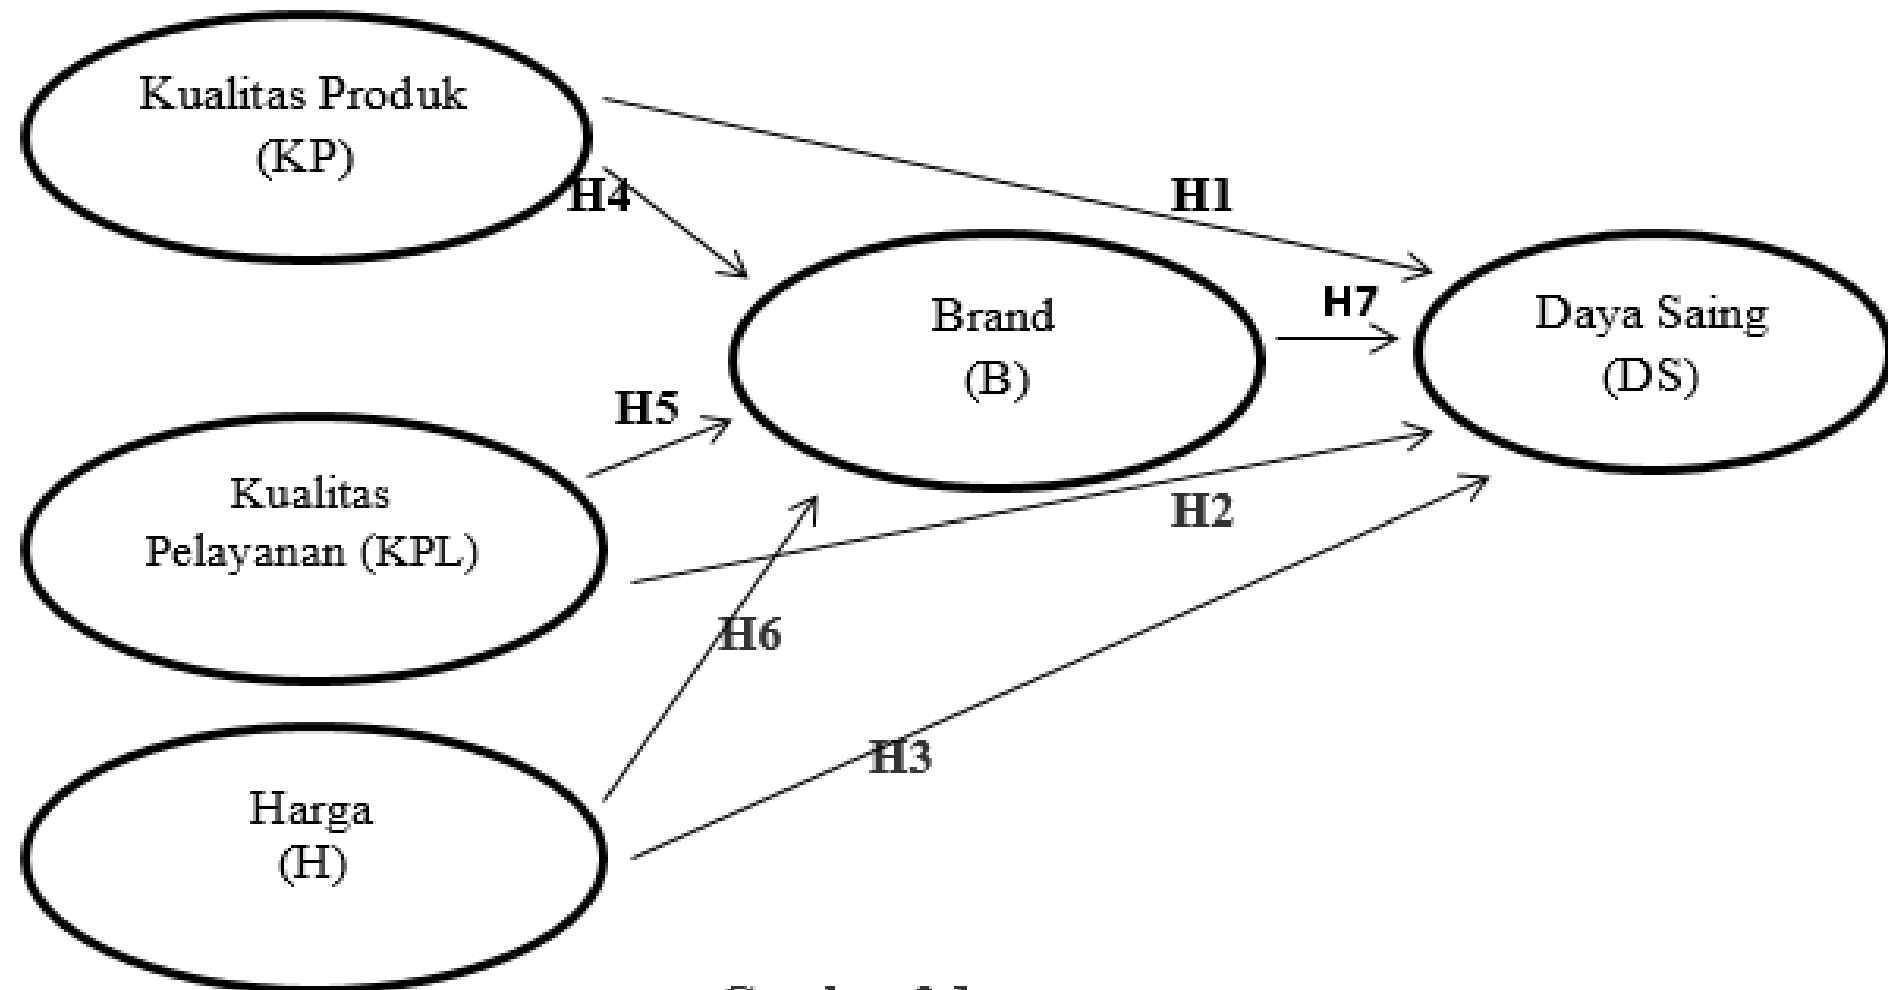 Kualitas Produk
(KP)
H4
H1
Brand
(B)
H7
Daya Saing
(DS)
H5
Kualitas
Pelayanan (KPL)
H2
H6
H3
Harga
(H)